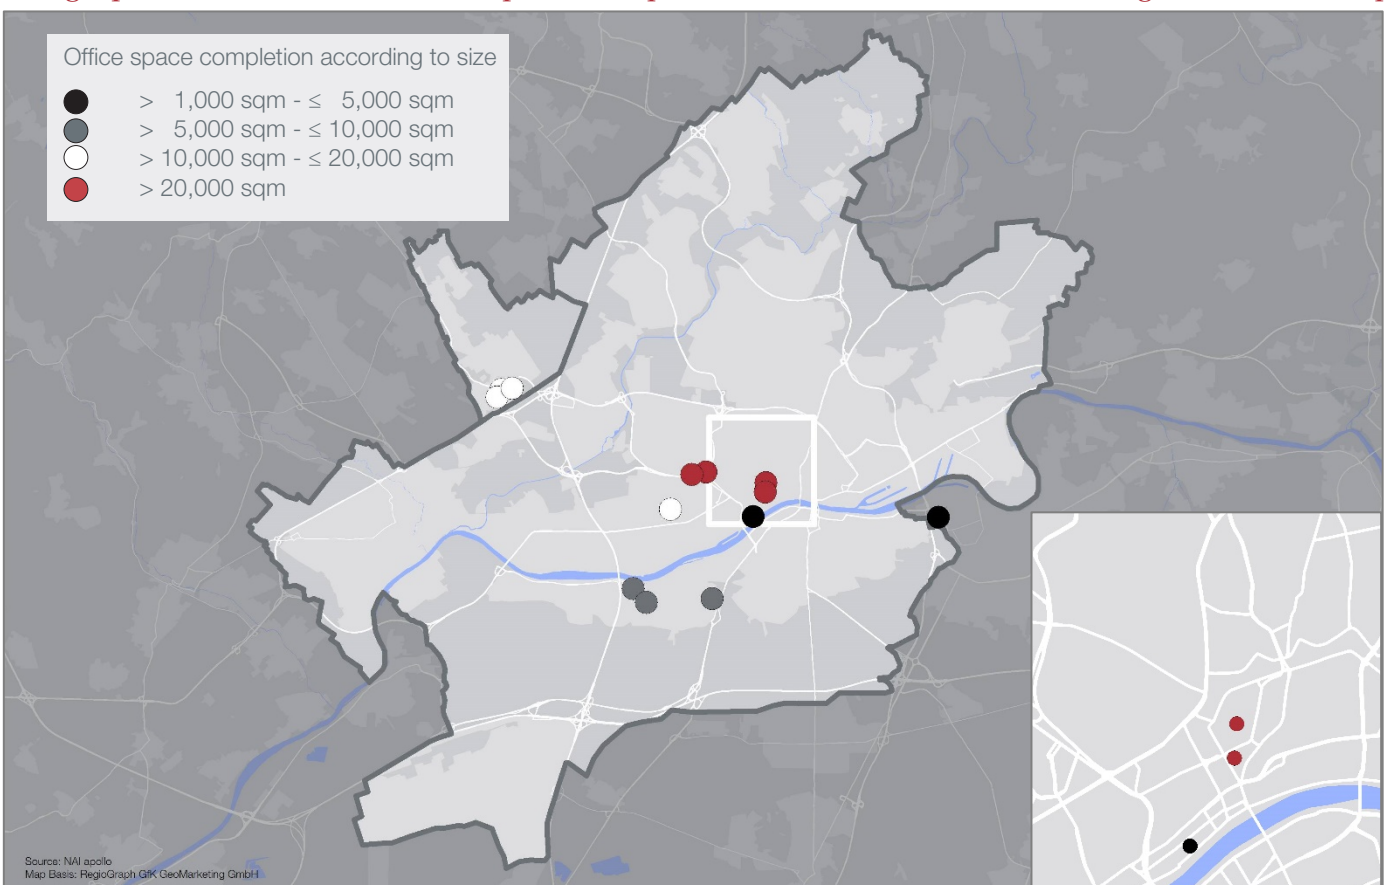 Office space completion according to size
> 1,000 sqm - ≤ 5,000 sqm
> 5,000 sqm - ≤ 10,000 sqm
> 10,000 sqm - ≤ 20,000 sqm
> 20,000 sqm
Source: NAI apollo
Map Basis: RegioGraph GfK GeoMarketing GmbH